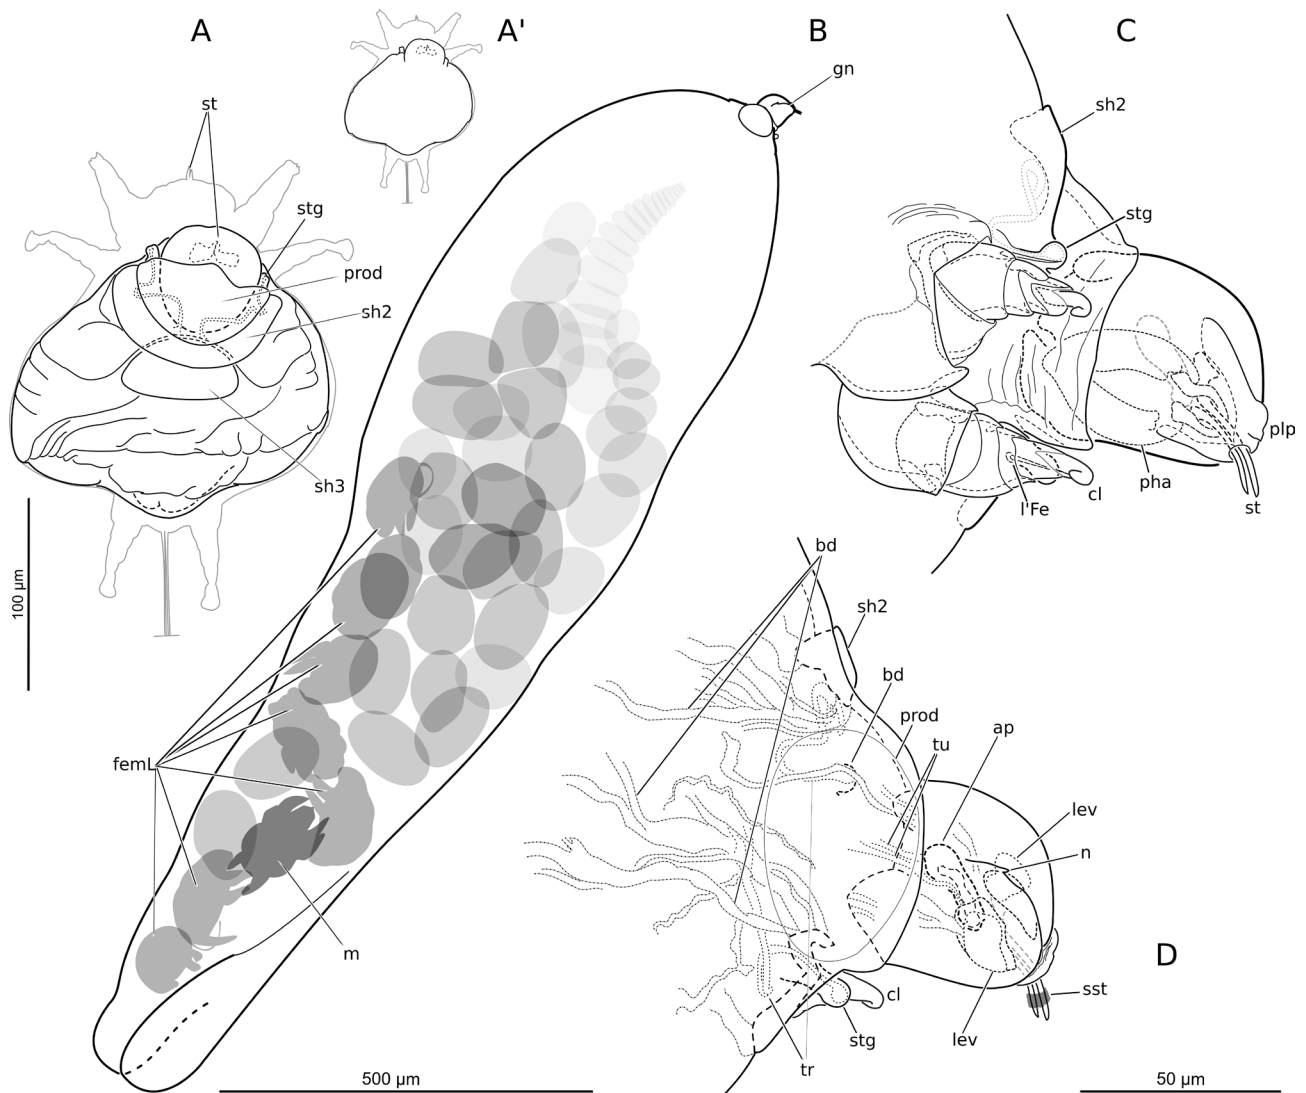 A
A'
B
C
gn
st
sh2
stg
stg
prod
sh2
sh3
plp
pha
cl
l'Fe
st
100 µm
bd
sh2
bd
prod
tu
ap
lev
n
femL
m
D
sst
cl
stg
lev
tr
500 µm
50 µm